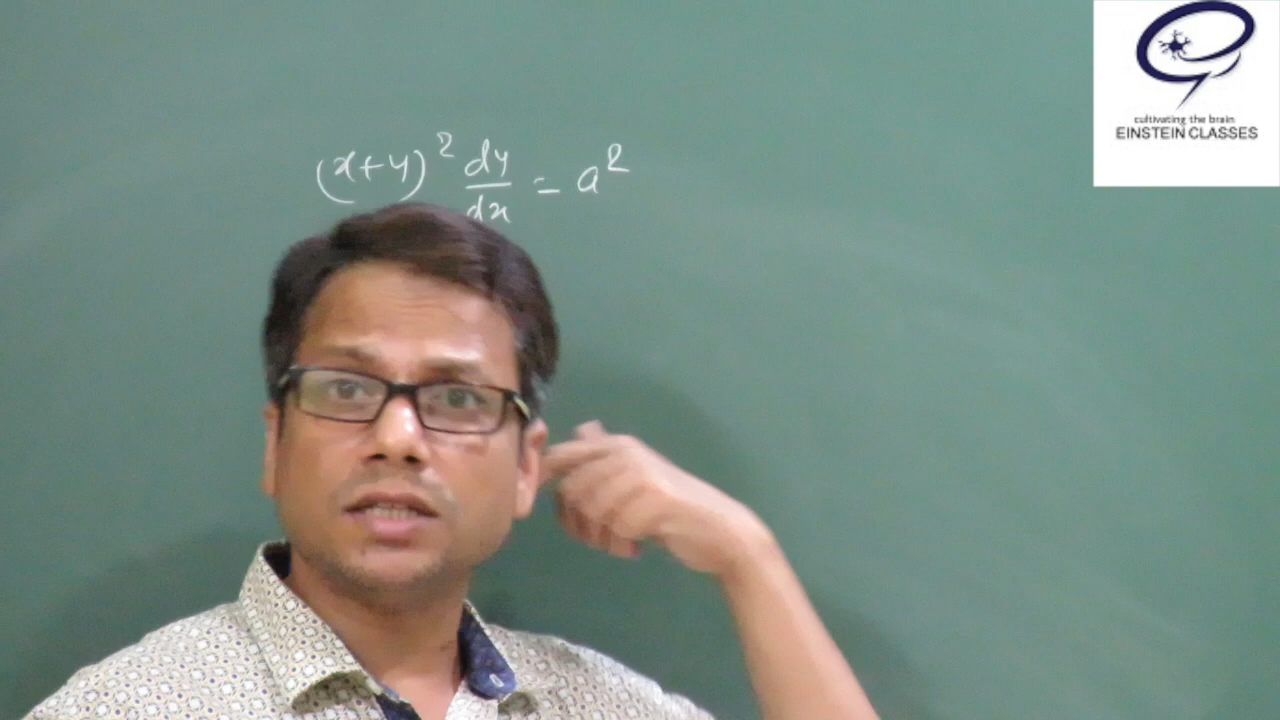 (x+y)² dy/dx = a²
cultivating the brain
EINSTEIN CLASSES